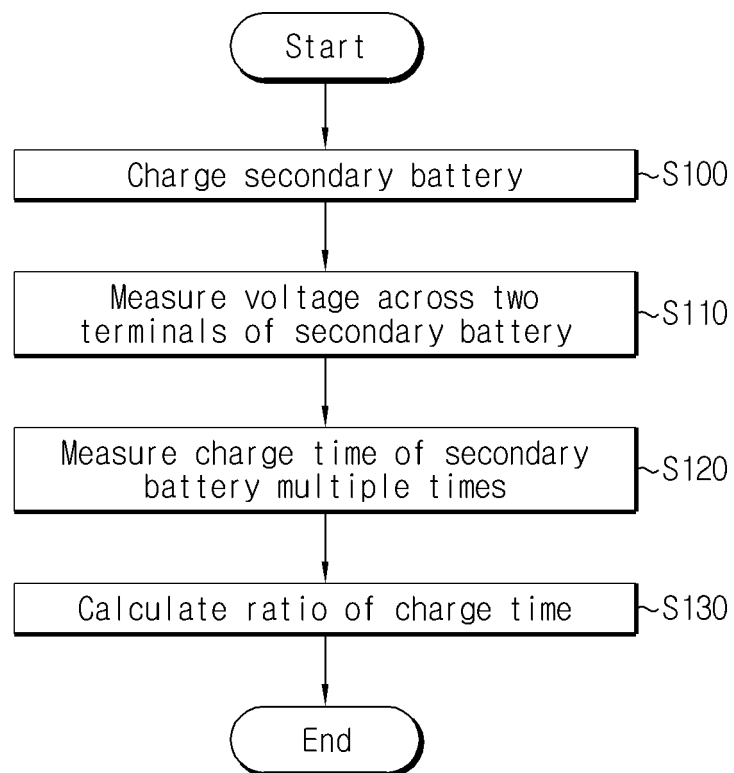 Start
Charge secondary battery
S100
Measure voltage across two
terminals of secondary battery
S110
Measure charge time of secondary
battery multiple times
S120
Calculate ratio of charge time
S130
End